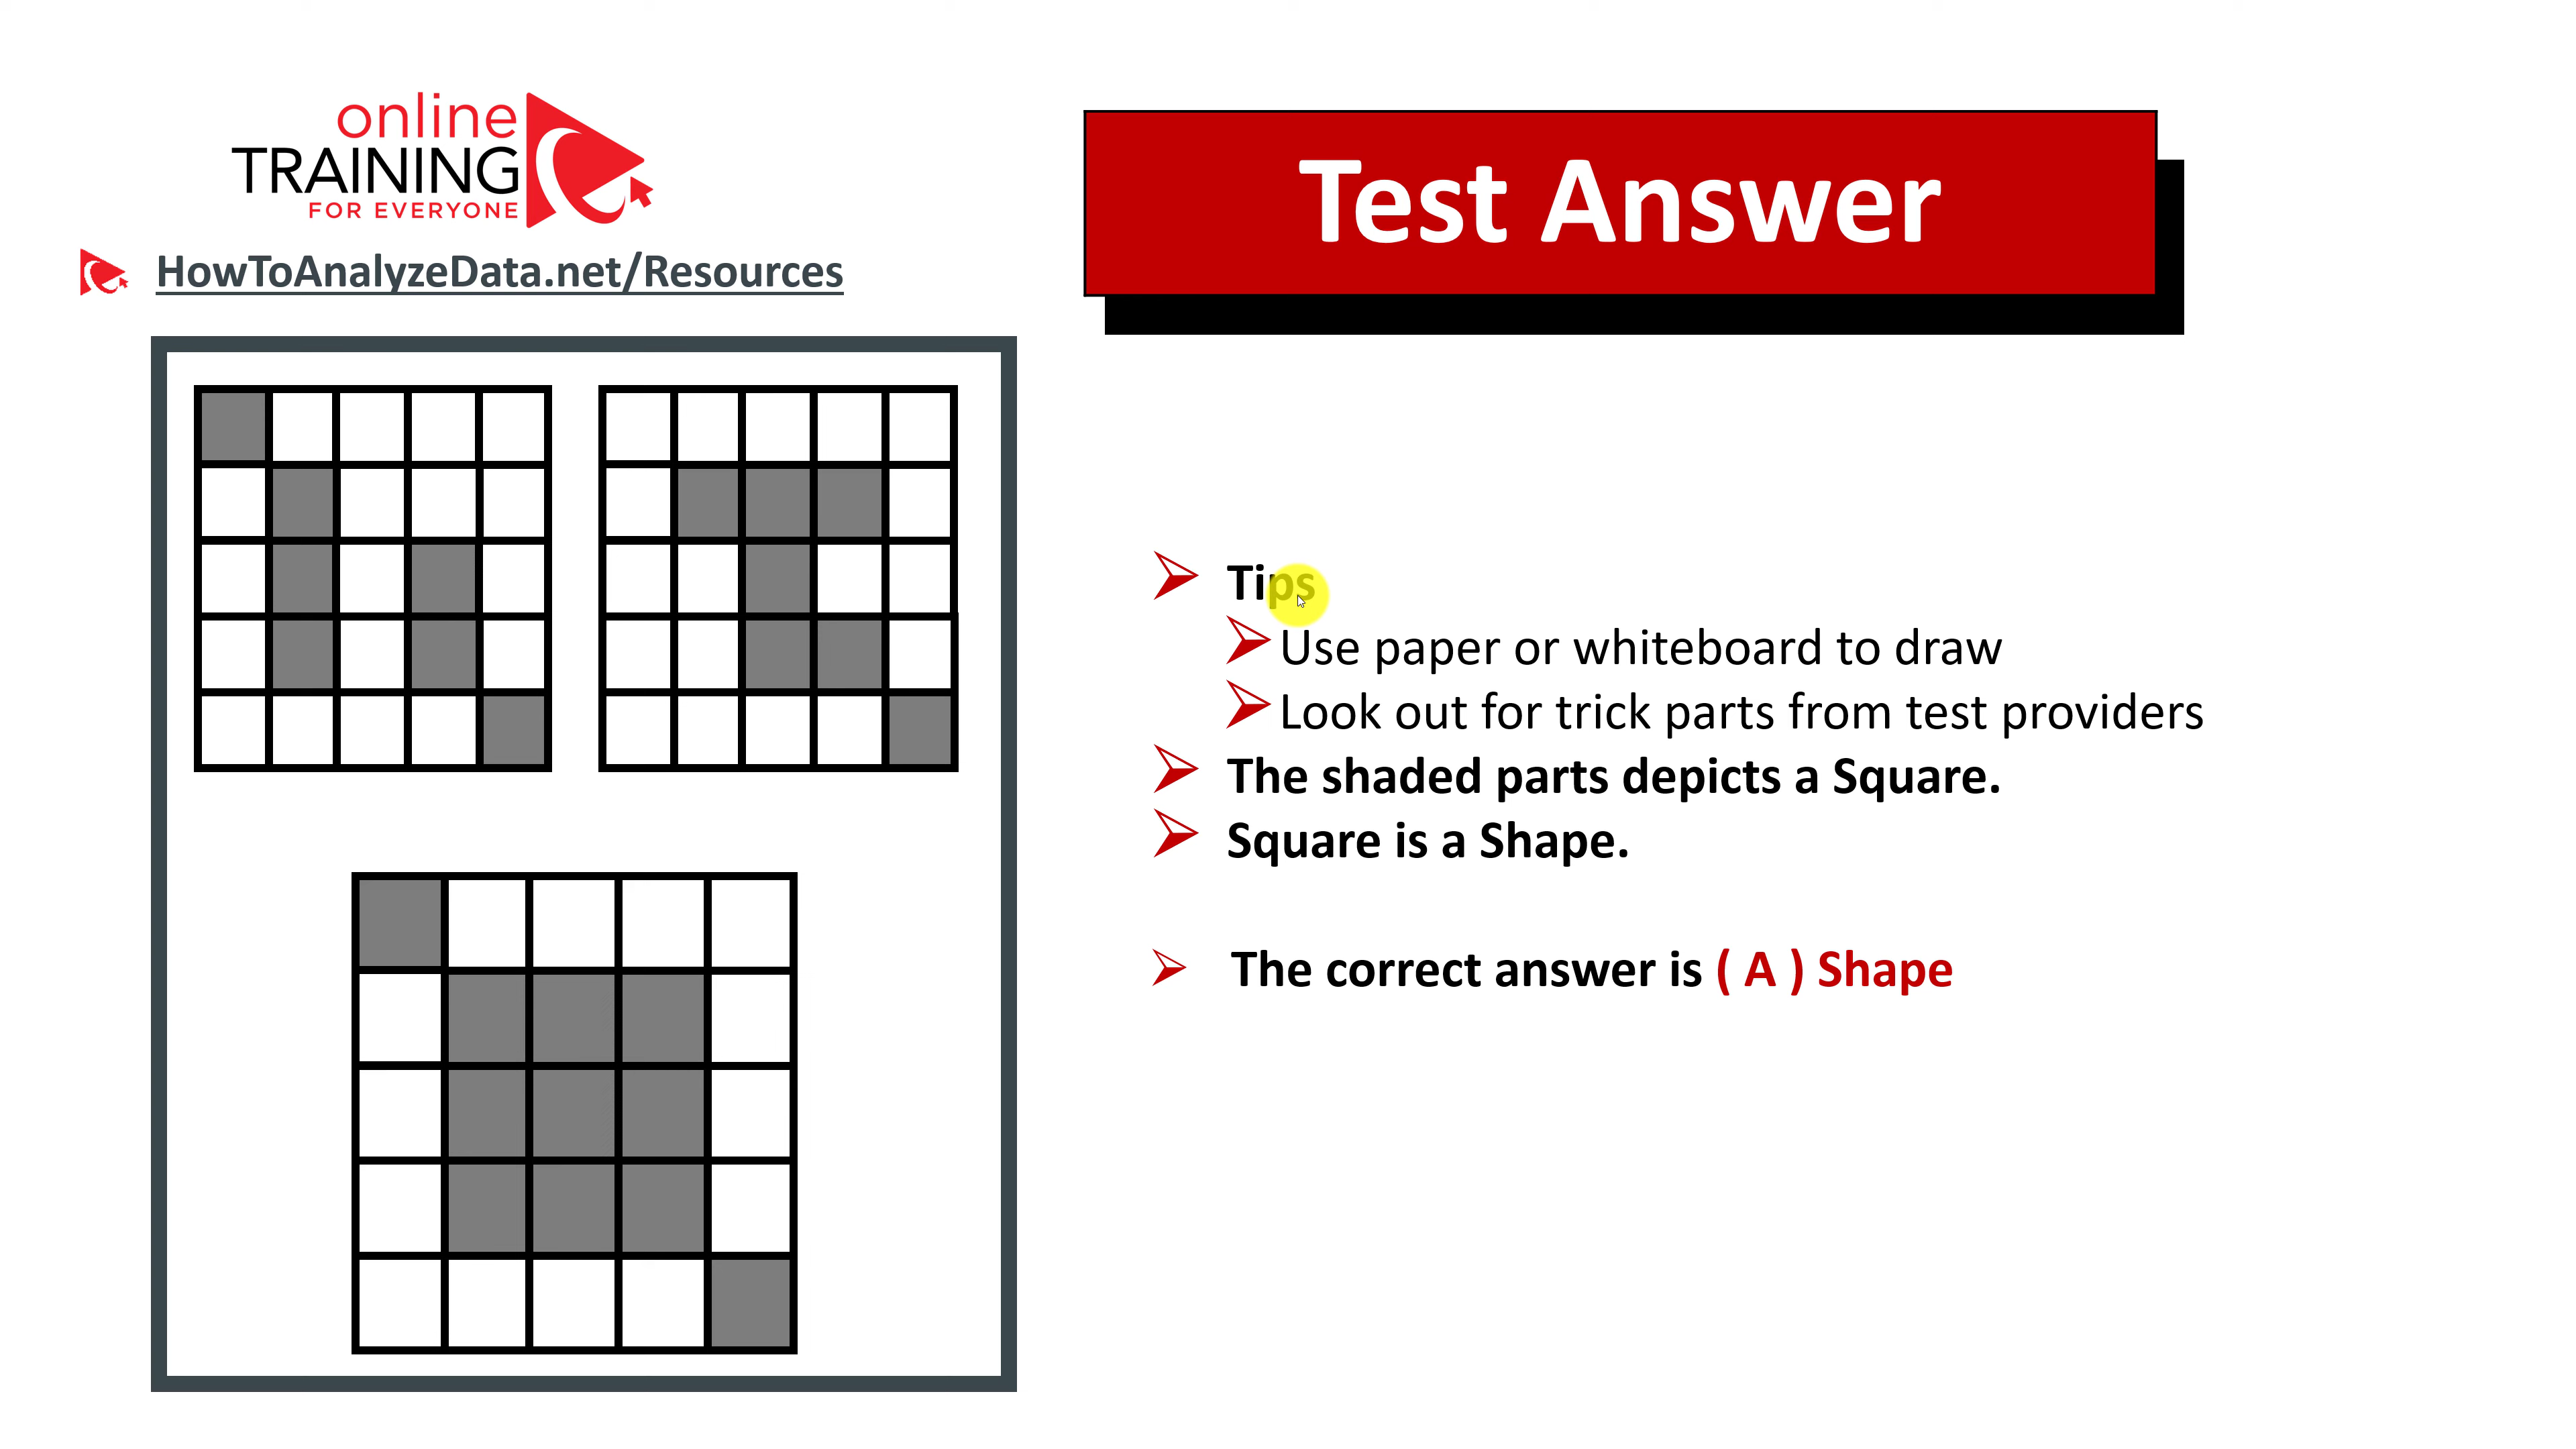 online
TRAINING
FOR EVERYONE
HowToAnalyzeData.net/Resources
Test Answer
Tips
Use paper or whiteboard to draw
Look out for trick parts from test providers
The shaded parts depicts a Square.
Square is a Shape.
The correct answer is ( A ) Shape